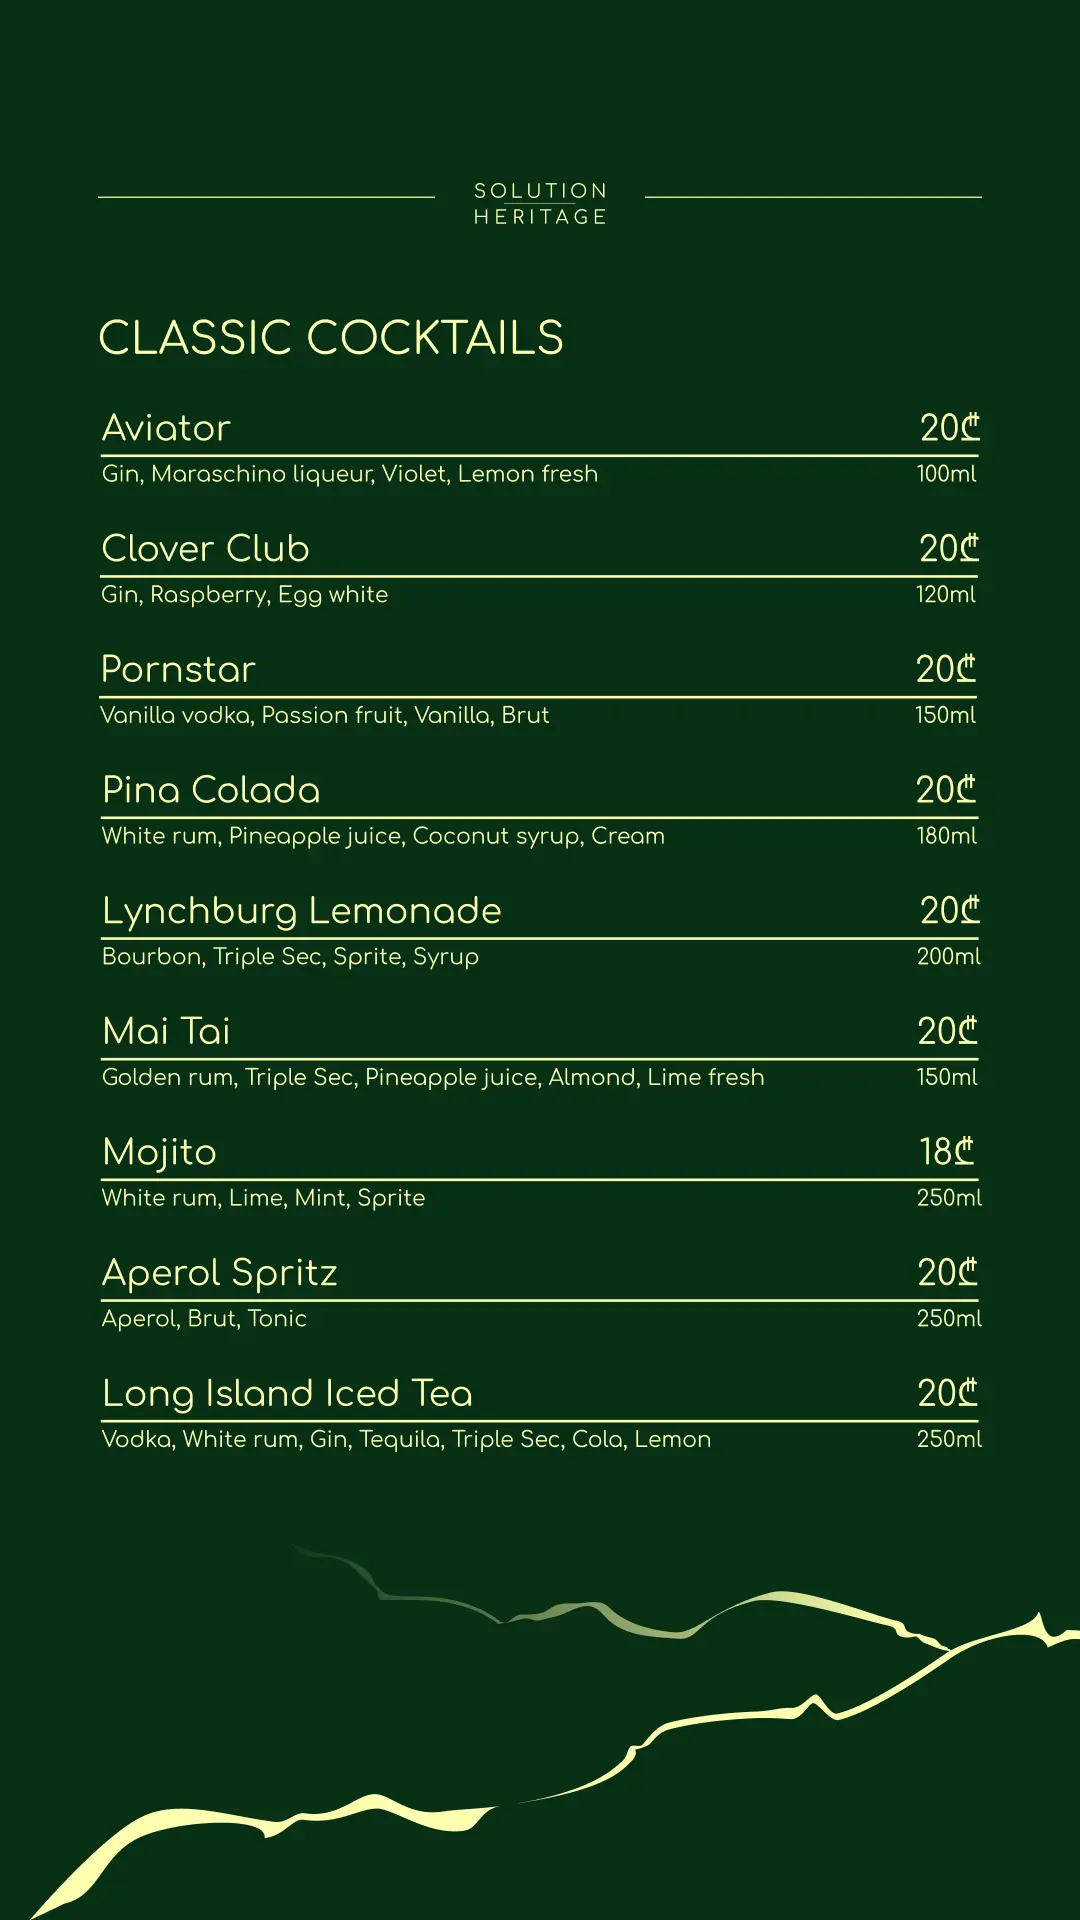 SOLUTION
HERITAGE
CLASSIC COCKTAILS
Aviator 20₾
Gin, Maraschino liqueur, Violet, Lemon fresh 100ml
Clover Club 20₾
Gin, Raspberry, Egg white 120ml
Pornstar 20₾
Vanilla vodka, Passion fruit, Vanilla, Brut 150ml
Pina Colada 20₾
White rum, Pineapple juice, Coconut syrup, Cream 180ml
Lynchburg Lemonade 20₾
Bourbon, Triple Sec, Sprite, Syrup 200ml
Mai Tai 20₾
Golden rum, Triple Sec, Pineapple juice, Almond, Lime fresh 150ml
Mojito 18₾
White rum, Lime, Mint, Sprite 250ml
Aperol Spritz 20₾
Aperol, Brut, Tonic 250ml
Long Island Iced Tea 20₾
Vodka, White rum, Gin, Tequila, Triple Sec, Cola, Lemon 250ml